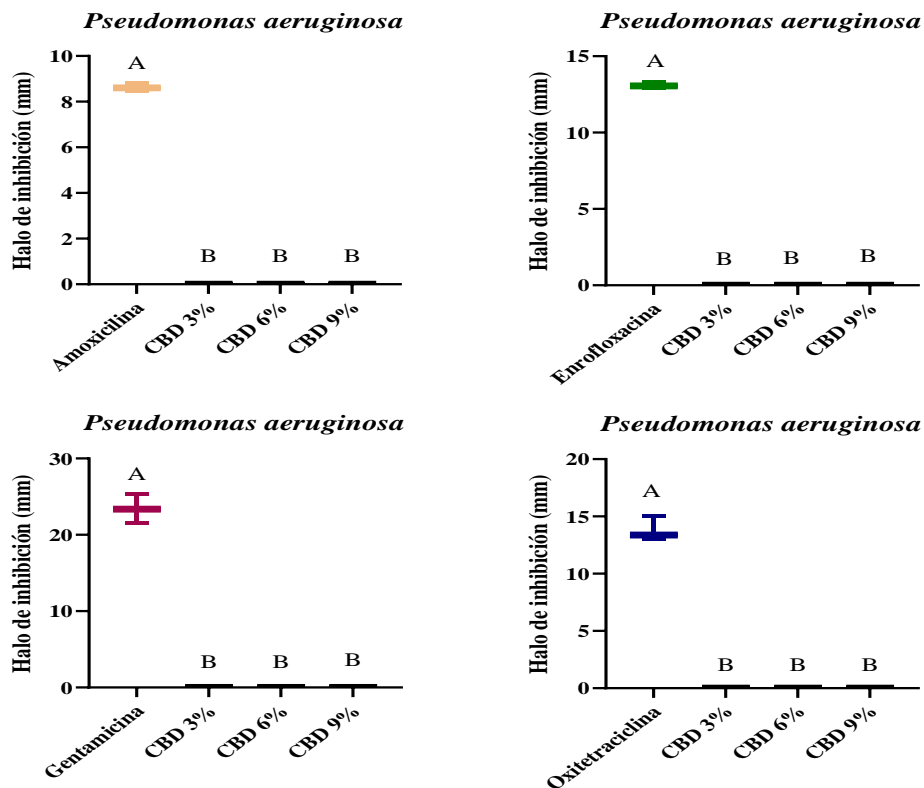 Pseudomonas aeruginosa
Halo de inhibición (mm)
10
8
6
4
2
0
A
B
B
B
Amoxicilina
CBD 3%
CBD 6%
CBD 9%
Pseudomonas aeruginosa
Halo de inhibición (mm)
15
10
5
0
A
B
B
B
Enrofloxacina
CBD 3%
CBD 6%
CBD 9%
Pseudomonas aeruginosa
Halo de inhibición (mm)
30
20
10
0
A
B
B
B
Gentamicina
CBD 3%
CBD 6%
CBD 9%
Pseudomonas aeruginosa
Halo de inhibición (mm)
20
15
10
5
0
A
B
B
B
Oxitetraciclina
CBD 3%
CBD 6%
CBD 9%